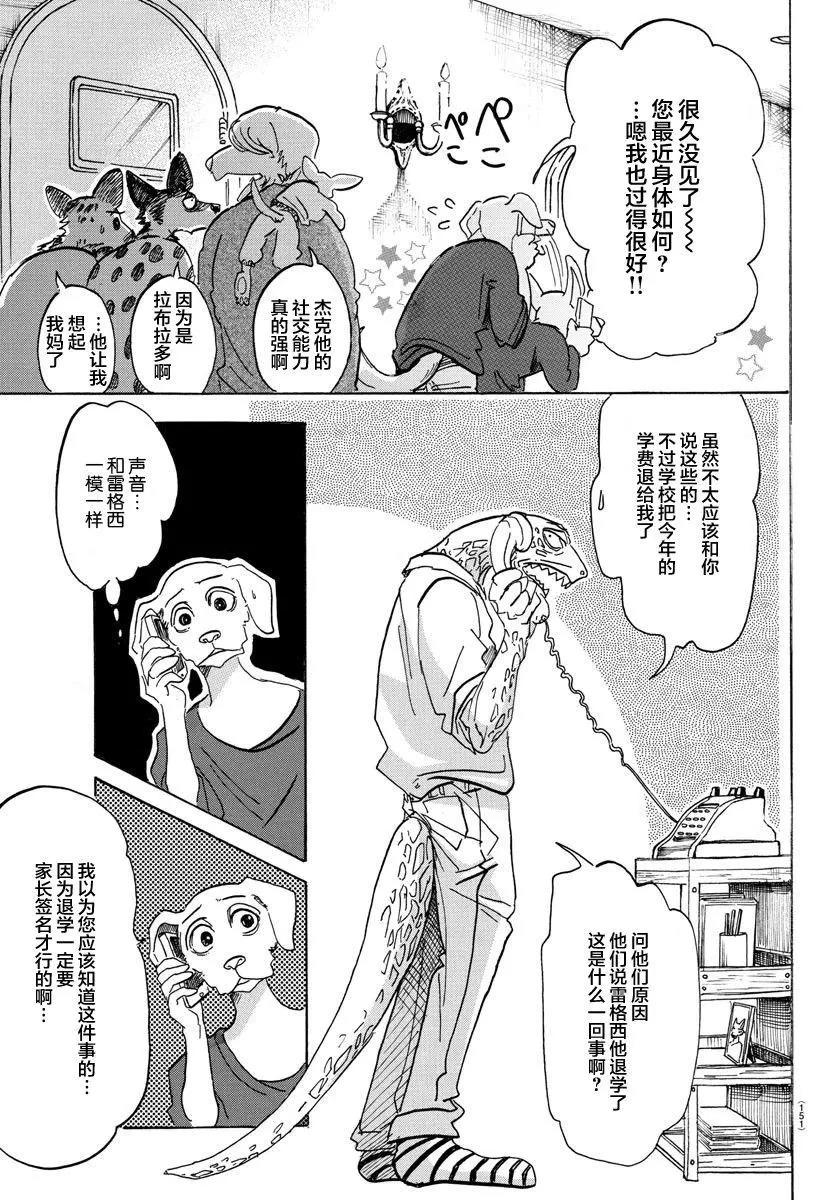 很久没见了～～～
您最近身体如何？
…嗯我也过得很好!!
ペコ
ペコ
杰克他的
社交能力
真的强啊
因为是
拉布拉多啊
…他让我
想起
我妈了
虽然不太应该和你
说这些的…
不过学校把今年的
学费退给我了
声音…
和雷格西
一模一样
问他们原因
他们说雷格西他退学了
这是什么一回事啊？
我以为您应该知道这件事的…
因为退学一定要
家长签名才行的啊…
(151)